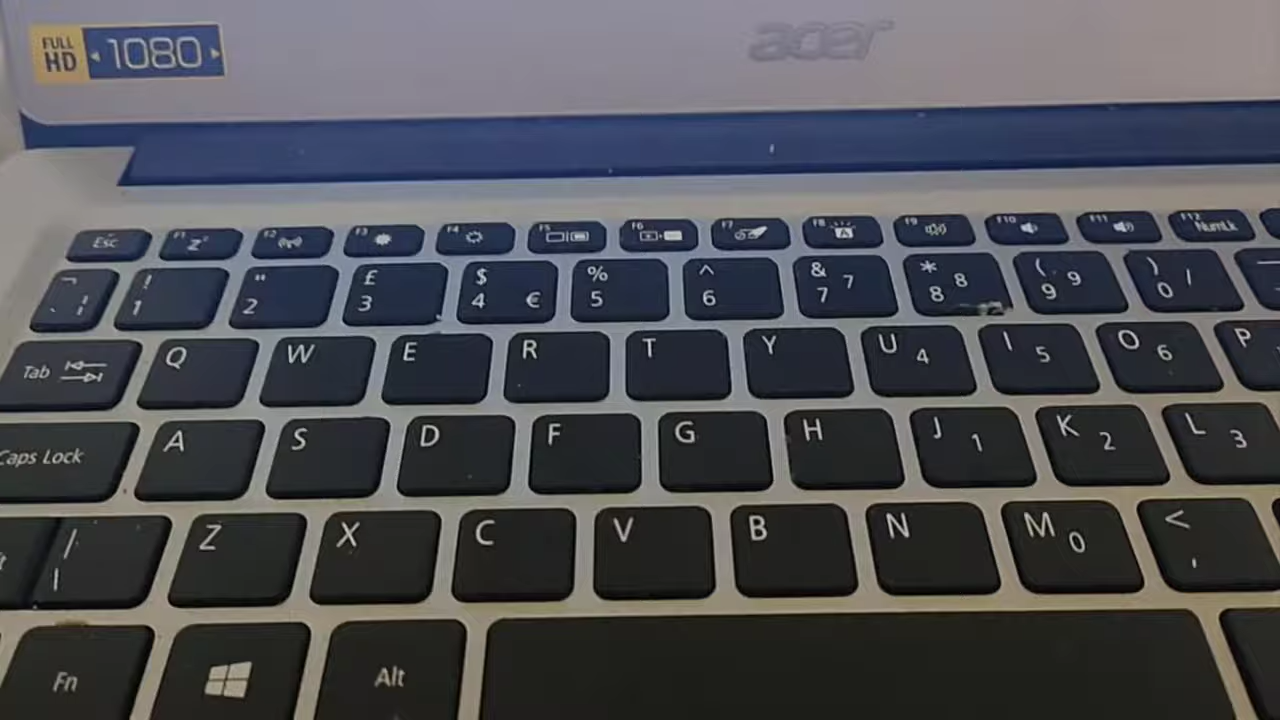 FULL HD 1080
acer
Esc F1 Z F2 F3 F4 F5 F6 F7 F8 A F9 F10 F11 F12 NumLk
¬ ` ¦ ! 1 " 2 £ 3 $ 4 € % 5 ^ 6 & 7 7 * 8 8 ( 9 9 ) 0 /
Tab Q W E R T Y U 4 I 5 O 6 P
Caps Lock A S D F G H J 1 K 2 L 3
Z X C V B N M 0 < ,
Fn Alt